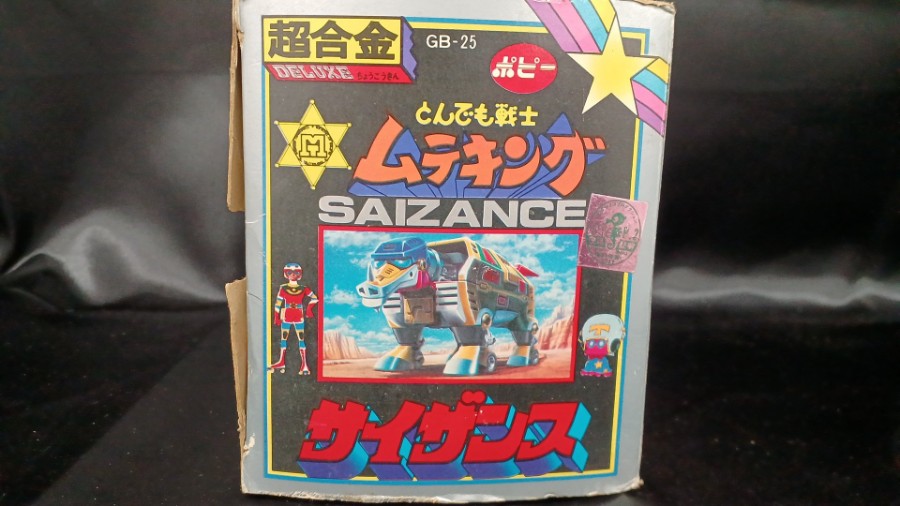 超合金
DELUXE ちょうごうきん
GB-25
ポピー
とんでも戦士
M
ムテキング
SAIZANCE
T
サイザンス